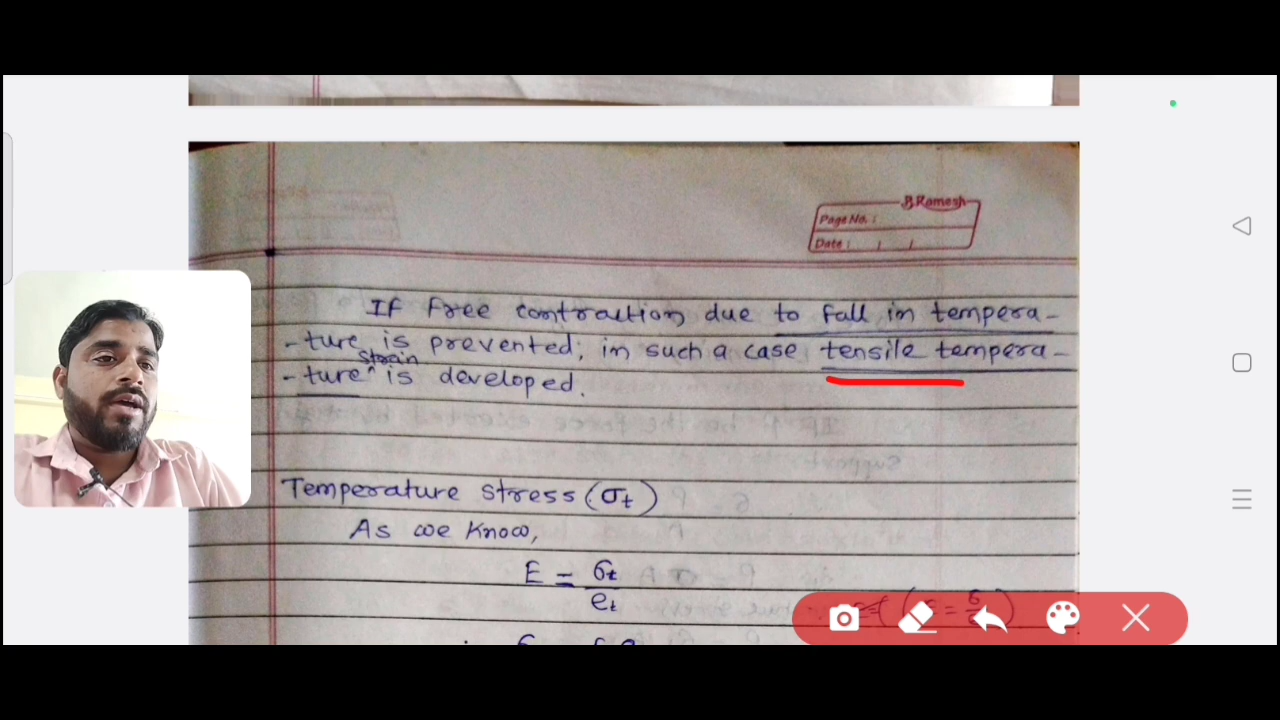 B.Ramesh
Page No. :
Date : / /
If free contraction due to fall in tempera-
-ture is prevented; in such a case tensile tempera-
strain
-ture ^ is developed.
Temperature stress (σt)
As we know,
E = σt
et